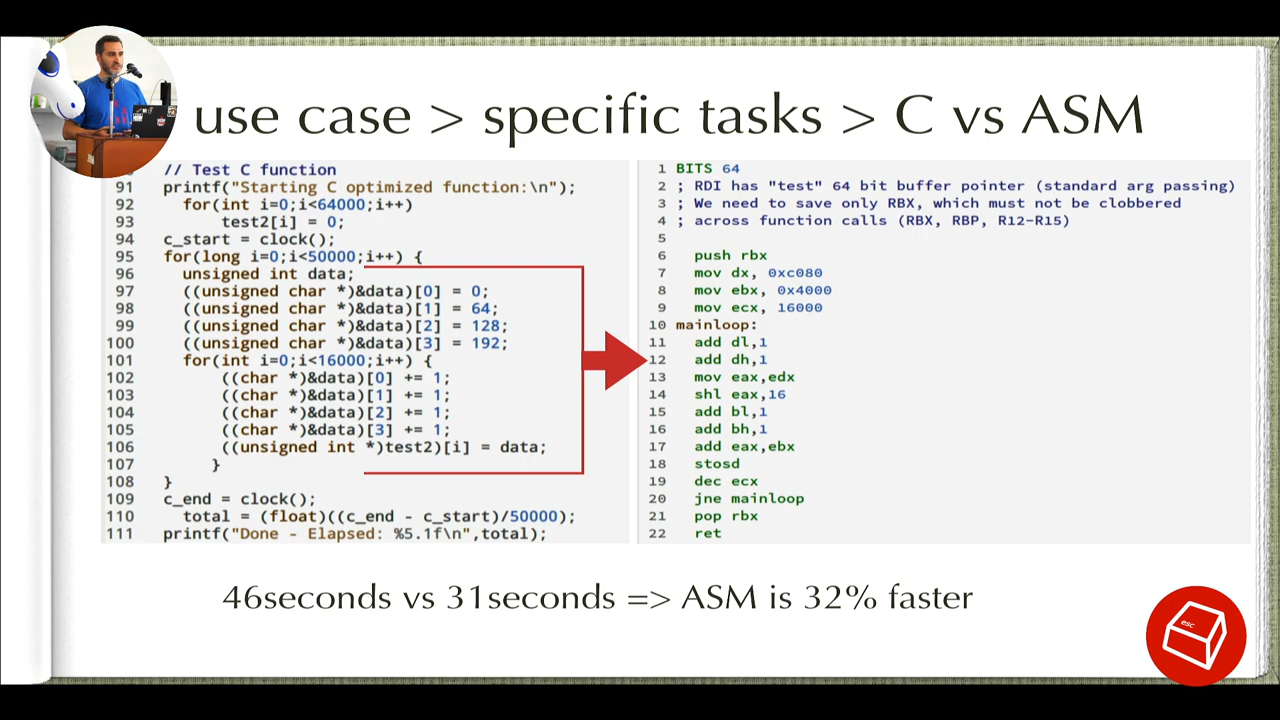 use case > specific tasks > C vs ASM
// Test C function
91 printf("Starting C optimized function:\n");
92 for(int i=0;i<64000;i++)
93 test2[i] = 0;
94 c_start = clock();
95 for(long i=0;i<50000;i++) {
96 unsigned int data;
97 ((unsigned char *)&data)[0] = 0;
98 ((unsigned char *)&data)[1] = 64;
99 ((unsigned char *)&data)[2] = 128;
100 ((unsigned char *)&data)[3] = 192;
101 for(int i=0;i<16000;i++) {
102 ((char *)&data)[0] += 1;
103 ((char *)&data)[1] += 1;
104 ((char *)&data)[2] += 1;
105 ((char *)&data)[3] += 1;
106 ((unsigned int *)test2)[i] = data;
107 }
108 }
109 c_end = clock();
110 total = (float)((c_end - c_start)/50000);
111 printf("Done - Elapsed: %5.1f\n",total);
1 BITS 64
2 ; RDI has "test" 64 bit buffer pointer (standard arg passing)
3 ; We need to save only RBX, which must not be clobbered
4 ; across function calls (RBX, RBP, R12-R15)
5
6 push rbx
7 mov dx, 0xc080
8 mov ebx, 0x4000
9 mov ecx, 16000
10 mainloop:
11 add dl,1
12 add dh,1
13 mov eax,edx
14 shl eax,16
15 add bl,1
16 add bh,1
17 add eax,ebx
18 stosd
19 dec ecx
20 jne mainloop
21 pop rbx
22 ret
46seconds vs 31seconds => ASM is 32% faster
esc